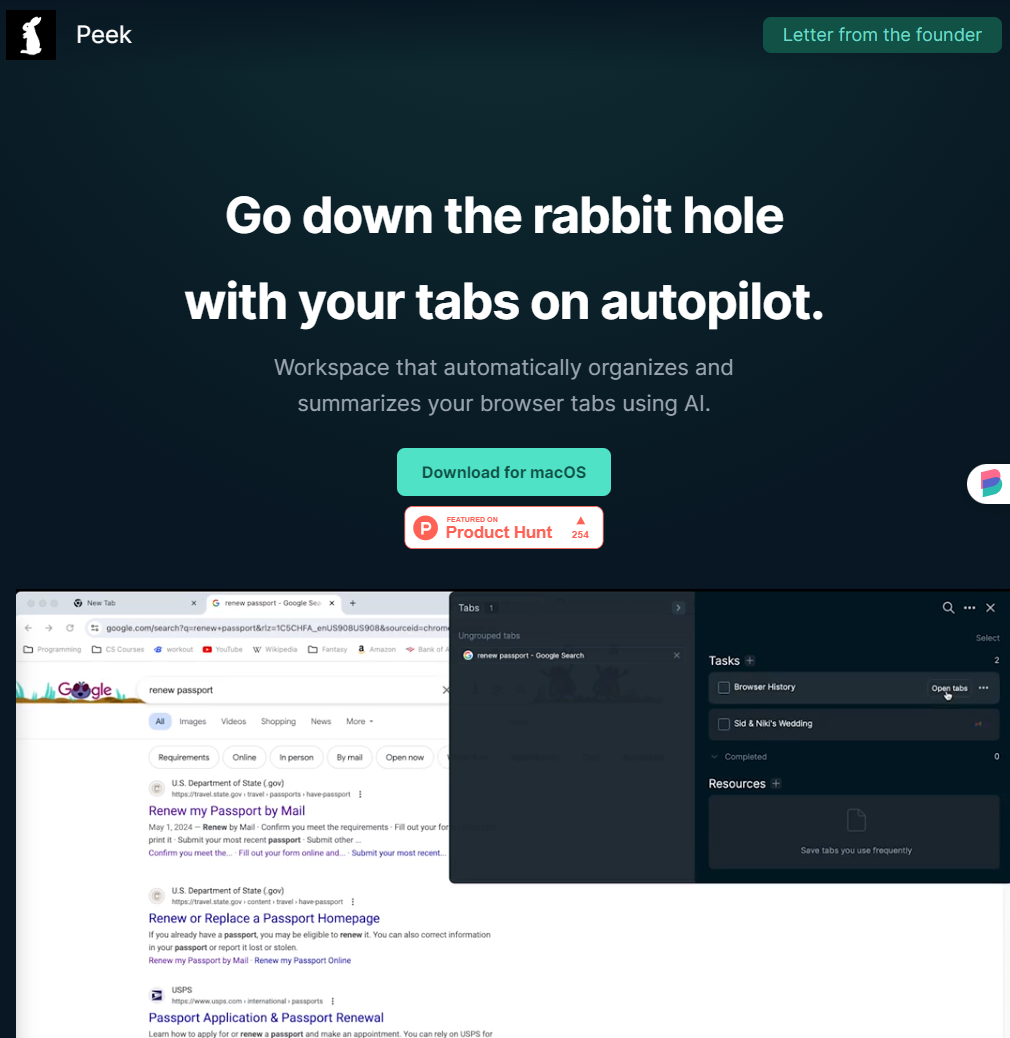 Peek
Letter from the founder
Go down the rabbit hole
with your tabs on autopilot.
Workspace that automatically organizes and
summarizes your browser tabs using AI.
Download for macOS
P
FEATURED ON
Product Hunt
254
New Tab
renew passport - Google Sea
google.com/search?q=renew+passport&rlz=1C5CHFA_enUS908US908&sourceid=chrome
Programming CS Courses workout YouTube Wikipedia Fantasy Amazon Bank of A
Google
renew passport
All Images Videos Shopping News More
Requirements Online In person By mail Open now
U.S. Department of State (.gov)
https://travel.state.gov › travel › passports › have-passport
Renew my Passport by Mail
May 1, 2024 — Renew by Mail · Confirm you meet the requirements · Fill out your for
print it · Submit your most recent passport · Submit other ...
Confirm you meet the... · Fill out your form online and... · Submit your most recent...
U.S. Department of State (.gov)
https://travel.state.gov › content › travel › have-passport
Renew or Replace a Passport Homepage
If you already have a passport, you may be eligible to renew it. You can also correct information
in your passport or report it lost or stolen.
Renew my Passport by Mail · Renew my Passport Online
USPS
https://www.usps.com › international › passports
Passport Application & Passport Renewal
Learn how to apply for or renew a passport and make an appointment. You can rely on USPS for
Tabs 1
Ungrouped tabs
renew passport - Google Search
Select
Tasks 2
Browser History
Open tabs
Sid & Niki's Wedding
Completed 0
Resources
Save tabs you use frequently